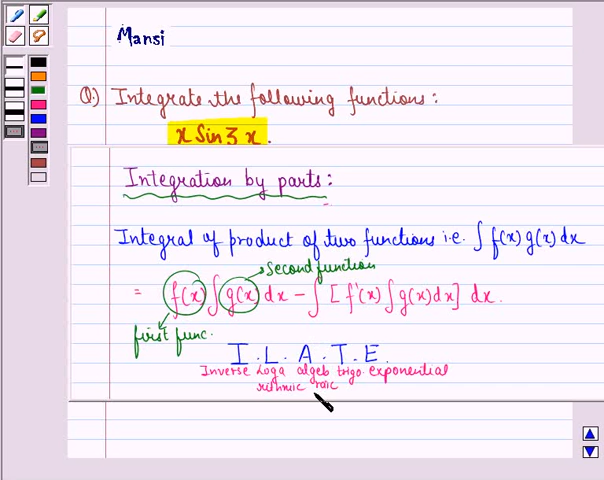 Mansi
Q.) Integrate the following functions:
x Sin 3 x.
Integration by parts:
Integral of product of two functions i.e. ∫ f(x) g(x) dx
second function
= f(x) ∫ g(x) dx - ∫ [ f'(x) ∫ g(x) dx ] dx.
first func.
I. L. A. T. E.
Inverse Loga algeb trigo. exponential
rithmic raic